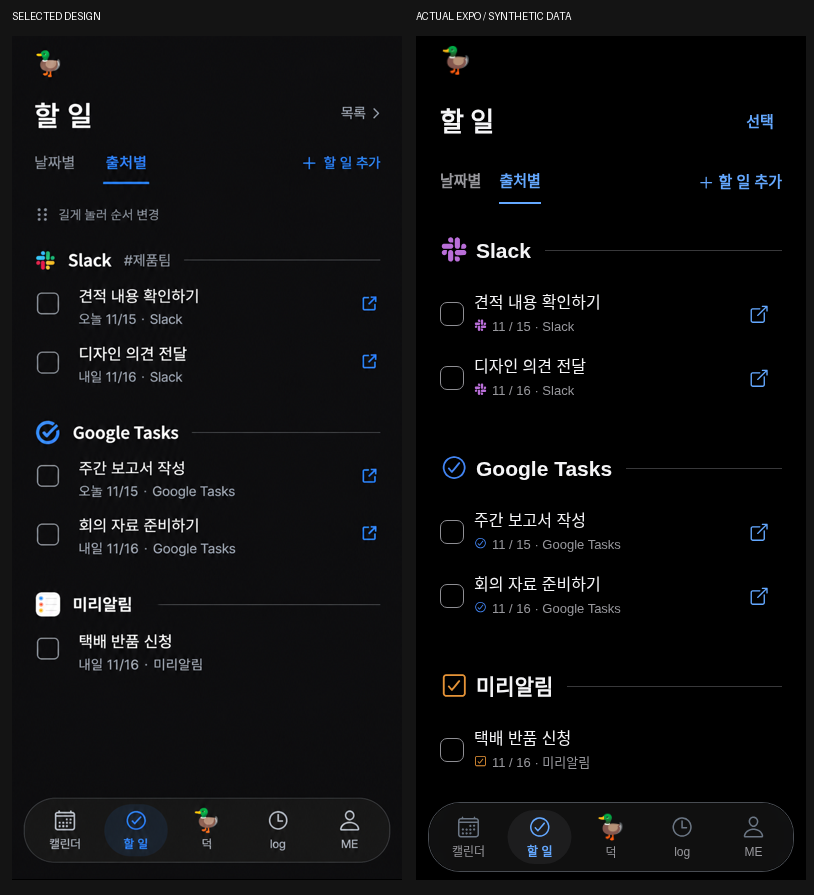 SELECTED DESIGN
할 일
목록 >
날짜별
출처별
+ 할 일 추가
길게 눌러 순서 변경
Slack #제품팀
견적 내용 확인하기
오늘 11/15 · Slack
디자인 의견 전달
내일 11/16 · Slack
Google Tasks
주간 보고서 작성
오늘 11/15 · Google Tasks
회의 자료 준비하기
내일 11/16 · Google Tasks
미리알림
택배 반품 신청
내일 11/16 · 미리알림
캘린더
할 일
덕
log
ME
ACTUAL EXPO / SYNTHETIC DATA
할 일
선택
날짜별
출처별
+ 할 일 추가
Slack
견적 내용 확인하기
11 / 15 · Slack
디자인 의견 전달
11 / 16 · Slack
Google Tasks
주간 보고서 작성
11 / 15 · Google Tasks
회의 자료 준비하기
11 / 16 · Google Tasks
미리알림
택배 반품 신청
11 / 16 · 미리알림
캘린더
할 일
덕
log
ME